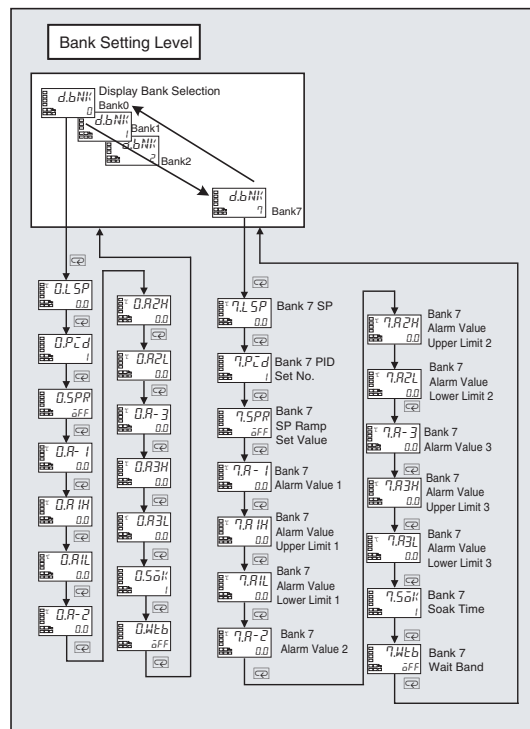 Bank Setting Level
Display Bank Selection
d.bNK
0
Bank0
d.bNK
1
Bank1
d.bNK
2
Bank2
d.bNK
7
Bank7
0.LSP
0.0
0.Pid
1
0.SPR
oFF
0.A-1
0.0
0.A1H
0.0
0.A1L
0.0
0.A-2
0.0
0.A2H
0.0
0.A2L
0.0
0.A-3
0.0
0.A3H
0.0
0.A3L
0.0
0.SoK
1
0.Wtb
oFF
7.LSP
0.0
Bank 7 SP
7.Pid
1
Bank 7 PID
Set No.
7.SPR
oFF
Bank 7
SP Ramp
Set Value
7.A-1
0.0
Bank 7
Alarm Value 1
7.A1H
0.0
Bank 7
Alarm Value
Upper Limit 1
7.A1L
0.0
Bank 7
Alarm Value
Lower Limit 1
7.A-2
0.0
Bank 7
Alarm Value 2
7.A2H
0.0
Bank 7
Alarm Value
Upper Limit 2
7.A2L
0.0
Bank 7
Alarm Value
Lower Limit 2
7.A-3
0.0
Bank 7
Alarm Value 3
7.A3H
0.0
Bank 7
Alarm Value
Upper Limit 3
7.A3L
0.0
Bank 7
Alarm Value
Lower Limit 3
7.SoK
1
Bank 7
Soak Time
7.Wtb
oFF
Bank 7
Wait Band